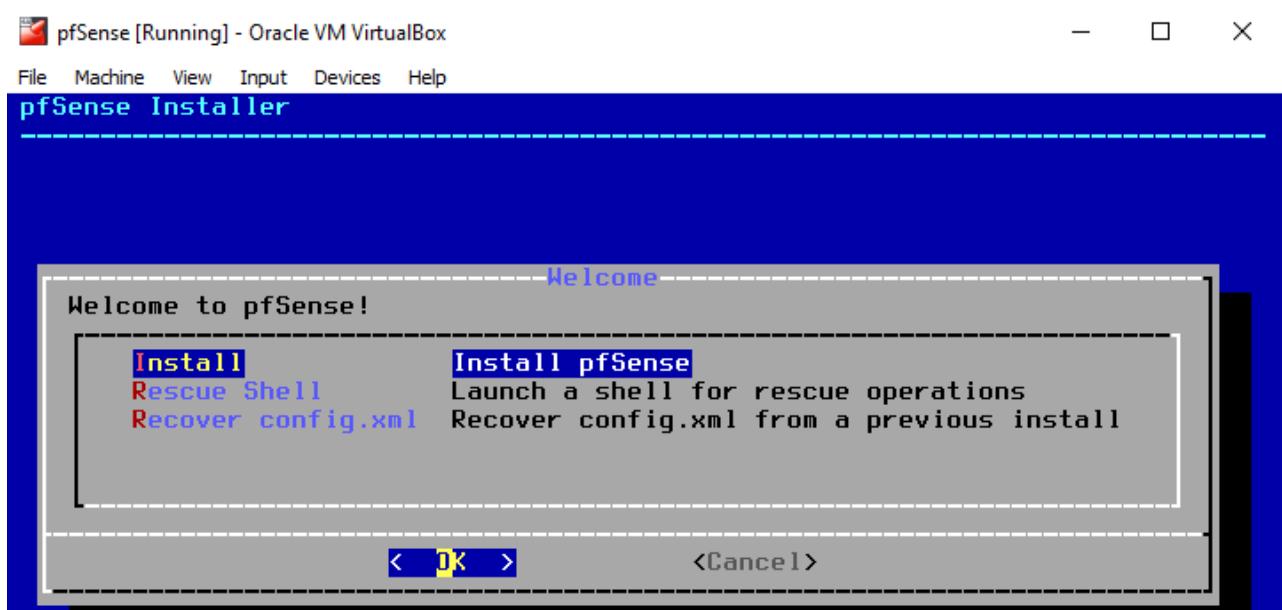 pfSense [Running] - Oracle VM VirtualBox
File Machine View Input Devices Help
pfSense Installer
Welcome
Welcome to pfSense!
Install Install pfSense
Rescue Shell Launch a shell for rescue operations
Recover config.xml Recover config.xml from a previous install
< OK > <Cancel>